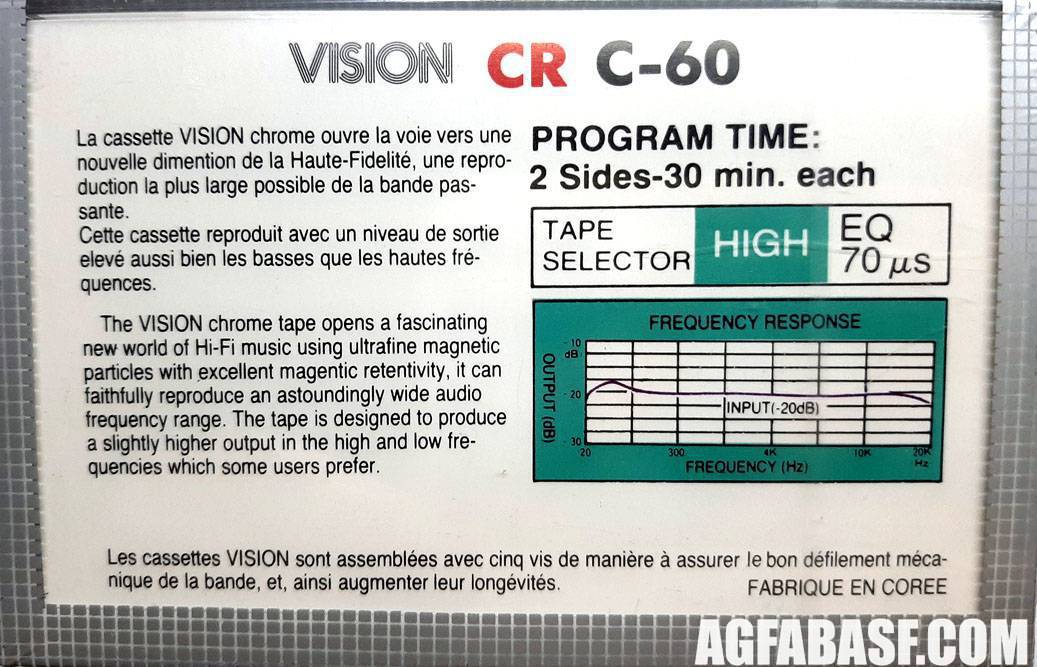 VISION CR C-60
La cassette VISION chrome ouvre la voie vers une
nouvelle dimention de la Haute-Fidelité, une repro-
duction la plus large possible de la bande pas-
sante.
Cette cassette reproduit avec un niveau de sortie
elevé aussi bien les basses que les hautes fré-
quences.
The VISION chrome tape opens a fascinating
new world of Hi-Fi music using ultrafine magnetic
particles with excellent magentic retentivity, it can
faithfully reproduce an astoundingly wide audio
frequency range. The tape is designed to produce
a slightly higher output in the high and low fre-
quencies which some users prefer.
PROGRAM TIME:
2 Sides-30 min. each
TAPE
SELECTOR
HIGH
EQ
70 µs
FREQUENCY RESPONSE
OUTPUT (dB)
-10
dB
-20
-30
INPUT(-20dB)
20 300 4K 10K 20K
Hz
FREQUENCY (Hz)
Les cassettes VISION sont assemblées avec cinq vis de manière à assurer le bon défilement méca-
nique de la bande, et, ainsi augmenter leur longévités.
FABRIQUE EN COREE
AGFABASF.COM